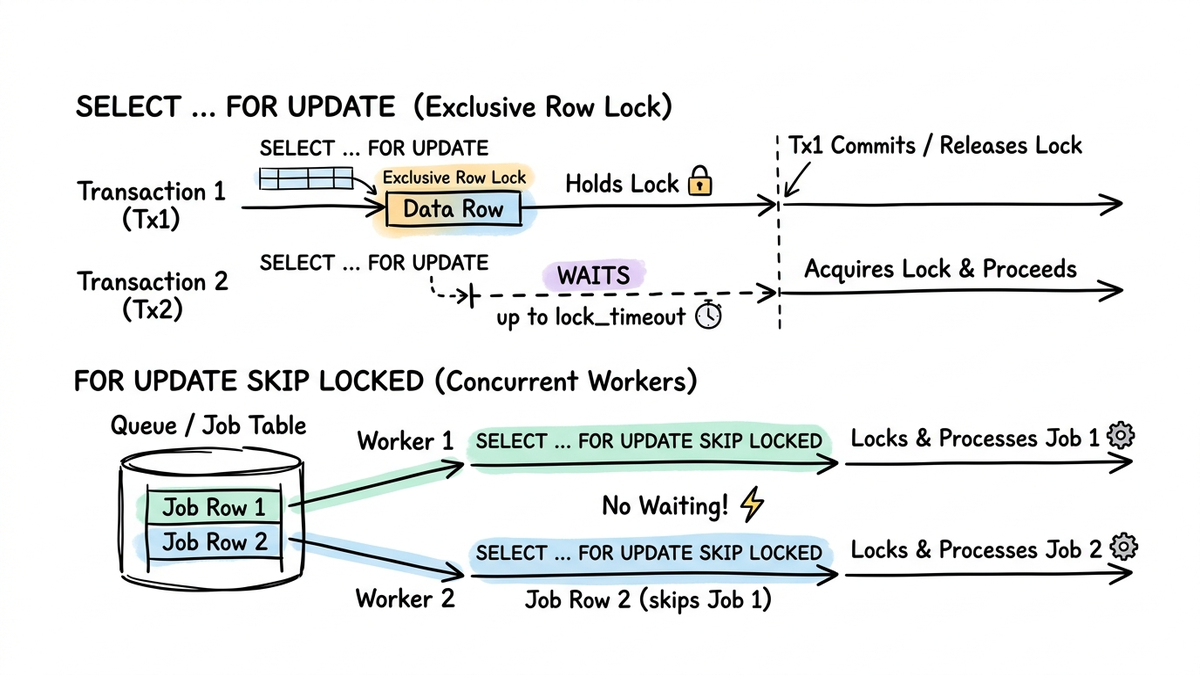 SELECT ... FOR UPDATE (Exclusive Row Lock)
SELECT ... FOR UPDATE
Tx1 Commits / Releases Lock
Exclusive Row Lock
Transaction 1
(Tx1)
Data Row
Holds Lock
SELECT ... FOR UPDATE
Transaction 2
(Tx2)
WAITS
up to lock_timeout
Acquires Lock & Proceeds
FOR UPDATE SKIP LOCKED (Concurrent Workers)
Queue / Job Table
Job Row 1
Job Row 2
Worker 1
SELECT ... FOR UPDATE SKIP LOCKED
Locks & Processes Job 1
No Waiting!
SELECT ... FOR UPDATE SKIP LOCKED
Locks & Processes Job 2
Worker 2
Job Row 2 (skips Job 1)